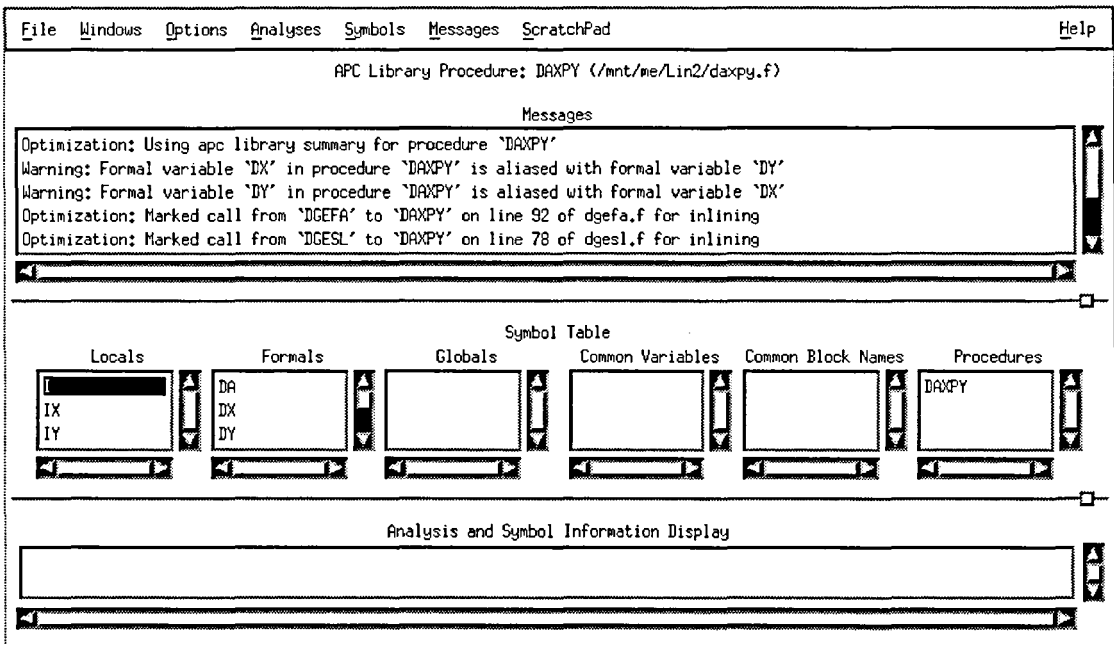 File Windows Options Analyses Symbols Messages ScratchPad Help
APC Library Procedure: DAXPY (/mnt/me/Lin2/daxpy.f)
Messages
Optimization: Using apc library summary for procedure `DAXPY'
Warning: Formal variable `DX' in procedure `DAXPY' is aliased with formal variable `DY'
Warning: Formal variable `DY' in procedure `DAXPY' is aliased with formal variable `DX'
Optimization: Marked call from `DGEFA' to `DAXPY' on line 92 of dgefa.f for inlining
Optimization: Marked call from `DGESL' to `DAXPY' on line 78 of dgesl.f for inlining
Symbol Table
Locals Formals Globals Common Variables Common Block Names Procedures
I DA DAXPY
IX DX
IY DY
Analysis and Symbol Information Display